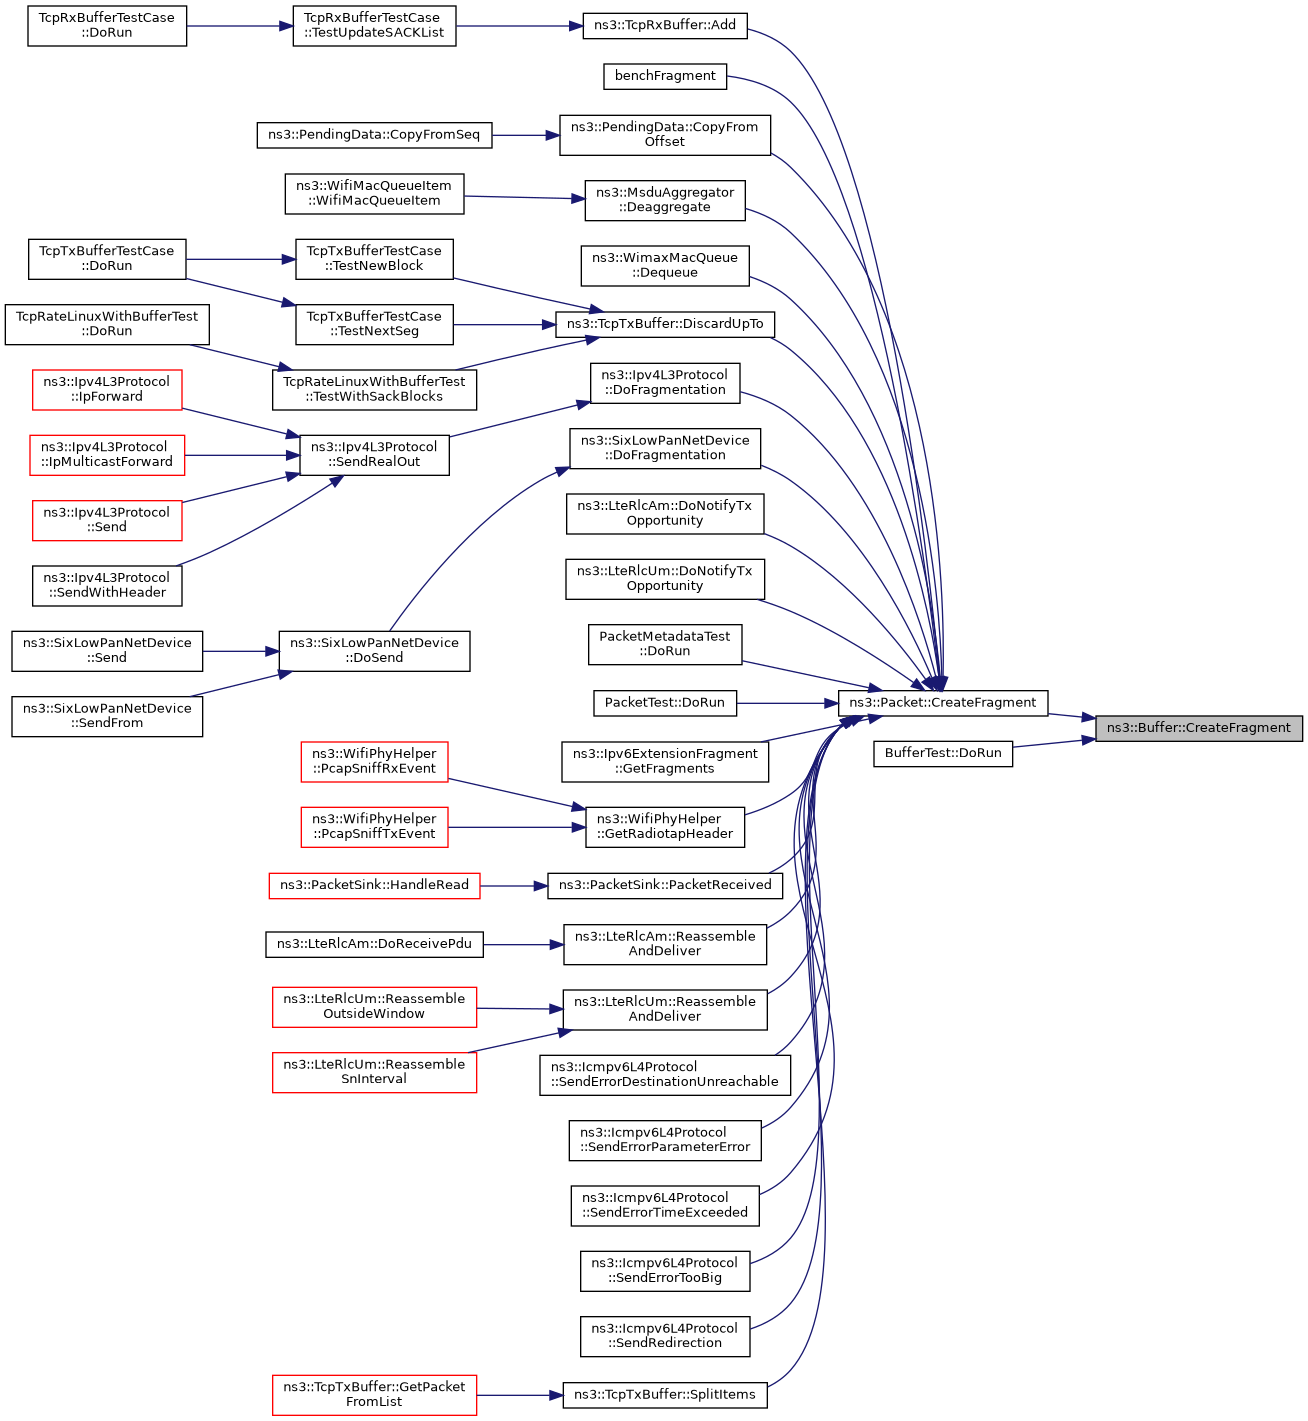 TcpRxBufferTestCase
::DoRun
TcpRxBufferTestCase
::TestUpdateSACKList
ns3::TcpRxBuffer::Add
benchFragment
ns3::PendingData::CopyFromSeq
ns3::PendingData::CopyFrom
Offset
ns3::WifiMacQueueItem
::WifiMacQueueItem
ns3::MsduAggregator
::Deaggregate
TcpTxBufferTestCase
::DoRun
TcpTxBufferTestCase
::TestNewBlock
ns3::WimaxMacQueue
::Dequeue
TcpRateLinuxWithBufferTest
::DoRun
TcpTxBufferTestCase
::TestNextSeg
ns3::TcpTxBuffer::DiscardUpTo
TcpRateLinuxWithBufferTest
::TestWithSackBlocks
ns3::Ipv4L3Protocol
::IpForward
ns3::Ipv4L3Protocol
::DoFragmentation
ns3::Ipv4L3Protocol
::IpMulticastForward
ns3::Ipv4L3Protocol
::SendRealOut
ns3::SixLowPanNetDevice
::DoFragmentation
ns3::Ipv4L3Protocol
::Send
ns3::LteRlcAm::DoNotifyTx
Opportunity
ns3::Ipv4L3Protocol
::SendWithHeader
ns3::LteRlcUm::DoNotifyTx
Opportunity
ns3::SixLowPanNetDevice
::Send
ns3::SixLowPanNetDevice
::DoSend
PacketMetadataTest
::DoRun
ns3::SixLowPanNetDevice
::SendFrom
PacketTest::DoRun
ns3::Packet::CreateFragment
ns3::Buffer::CreateFragment
BufferTest::DoRun
ns3::Ipv6ExtensionFragment
::GetFragments
ns3::WifiPhyHelper
::PcapSniffRxEvent
ns3::WifiPhyHelper
::PcapSniffTxEvent
ns3::WifiPhyHelper
::GetRadiotapHeader
ns3::PacketSink::HandleRead
ns3::PacketSink::PacketReceived
ns3::LteRlcAm::DoReceivePdu
ns3::LteRlcAm::Reassemble
AndDeliver
ns3::LteRlcUm::Reassemble
OutsideWindow
ns3::LteRlcUm::Reassemble
AndDeliver
ns3::LteRlcUm::Reassemble
SnInterval
ns3::Icmpv6L4Protocol
::SendErrorDestinationUnreachable
ns3::Icmpv6L4Protocol
::SendErrorParameterError
ns3::Icmpv6L4Protocol
::SendErrorTimeExceeded
ns3::Icmpv6L4Protocol
::SendErrorTooBig
ns3::Icmpv6L4Protocol
::SendRedirection
ns3::TcpTxBuffer::GetPacket
FromList
ns3::TcpTxBuffer::SplitItems